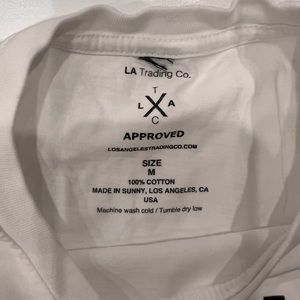 LA Trading Co.
T
L X A
C
APPROVED
LOSANGELESTRADINGCO.COM
SIZE
M
100% COTTON
MADE IN SUNNY, LOS ANGELES, CA
USA
Machine wash cold / Tumble dry low